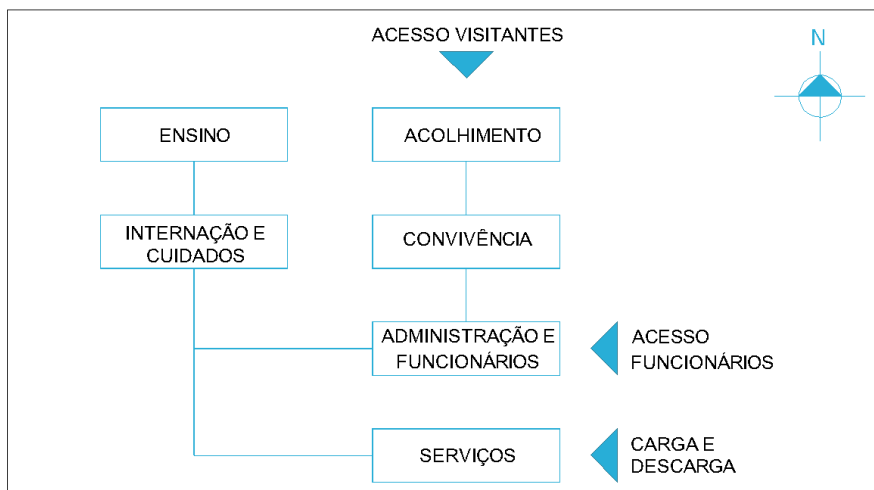 ACESSO VISITANTES
N
ENSINO
ACOLHIMENTO
INTERNAÇÃO E
CUIDADOS
CONVIVÊNCIA
ADMINISTRAÇÃO E
FUNCIONÁRIOS
ACESSO
FUNCIONÁRIOS
SERVIÇOS
CARGA E
DESCARGA